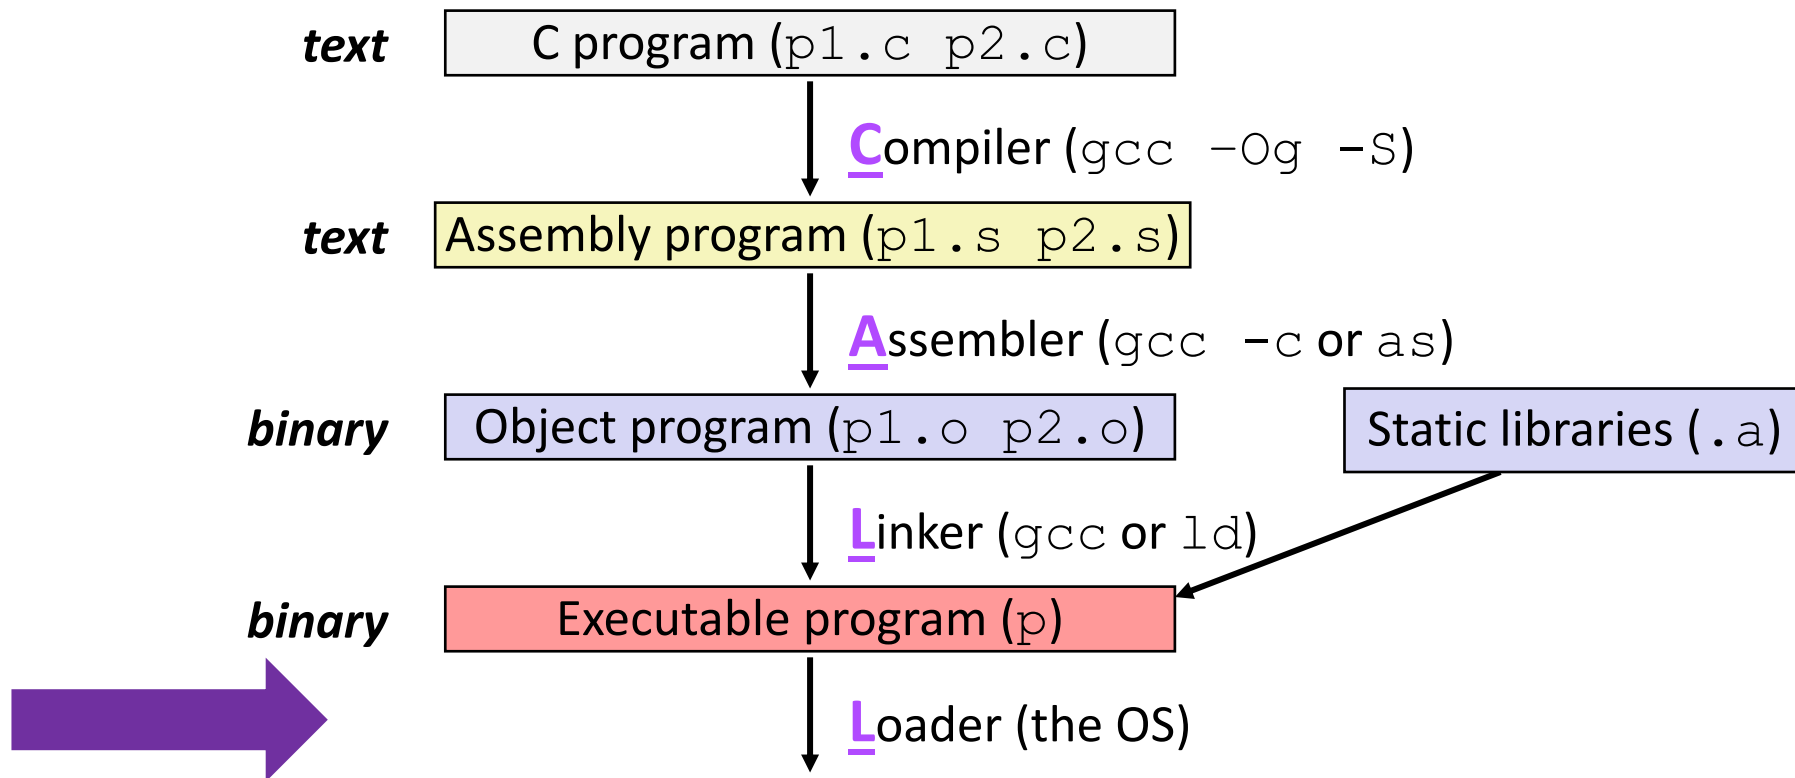 text C program (p1.c p2.c)
Compiler (gcc –Og -S)
text Assembly program (p1.s p2.s)
Assembler (gcc -c or as)
binary Object program (p1.o p2.o) Static libraries (.a)
Linker (gcc or ld)
binary Executable program (p)
Loader (the OS)